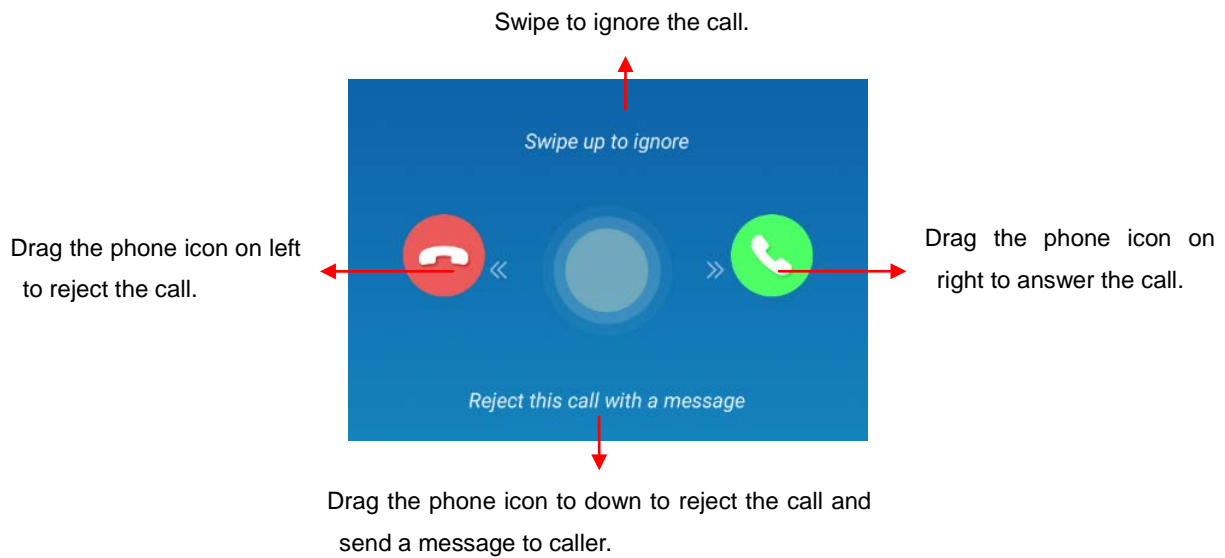 Swipe to ignore the call.
Swipe up to ignore
Drag the phone icon on left
to reject the call.
Drag the phone icon on
right to answer the call.
Reject this call with a message
Drag the phone icon to down to reject the call and
send a message to caller.